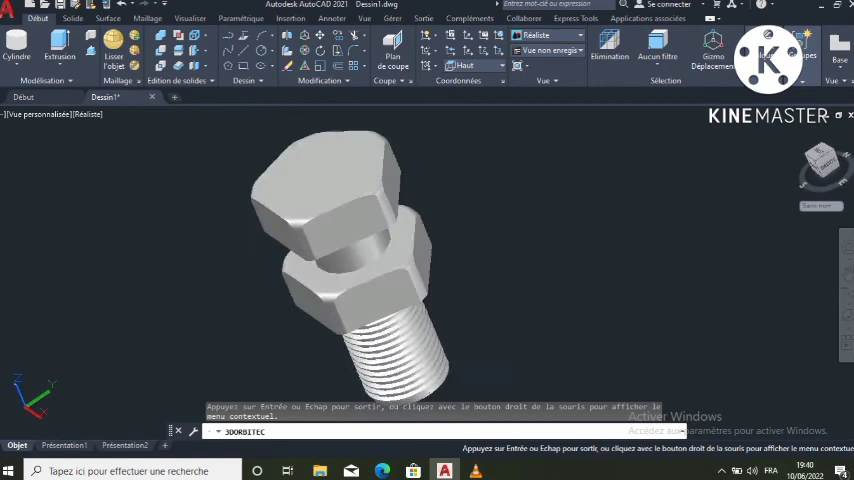 Autodesk AutoCAD 2021 Dessin1.dwg
Entrez mot-clé ou expression
Se connecter
Début Solide Surface Maillage Visualiser Paramétrique Insertion Annoter Vue Gérer Sortie Compléments Collaborer Express Tools Applications associées
Cylindre
Extrusion
Lisser
l'objet
Plan
de coupe
Réaliste
Vue non enregis
Haut
Elimination
Aucun filtre
Gizmo
Déplacement
Base
Modélisation
Maillage
Edition de solides
Dessin
Modification
Coupe
Coordonnées
Vue
Sélection
Vue
K
KINEMASTER
Début
Dessin1*
[Vue personnalisée][Réaliste]
Sans nom
Z
Y
X
Appuyez sur Entrée ou Echap pour sortir, ou cliquez avec le bouton droit de la souris pour afficher le
menu contextuel.
3DORBITEC
Activer Windows
Accédez aux paramètres pour activer Windows.
Objet Présentation1 Présentation2
Appuyez sur Entrée ou Echap pour sortir, ou cliquez avec le bouton droit de la souris pour afficher le menu contextue
Tapez ici pour effectuer une recherche
FRA
19:40
10/06/2022
4